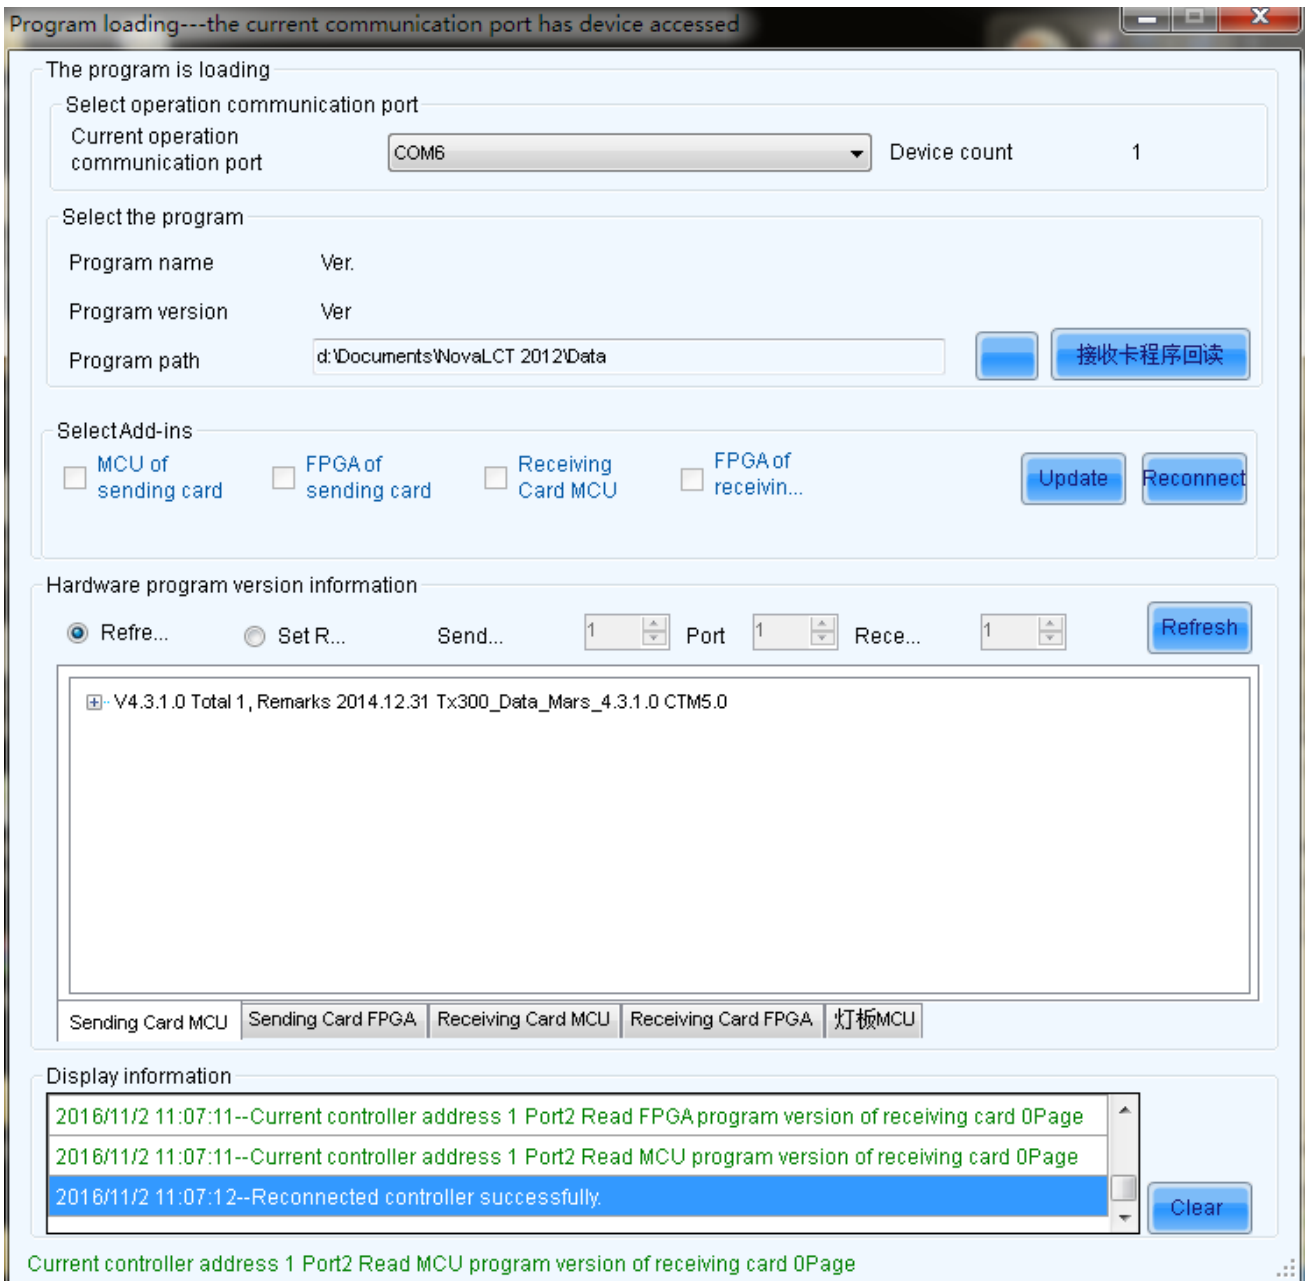 Program loading---the current communication port has device accessed
The program is loading
Select operation communication port
Current operation
communication port
COM6
Device count 1
Select the program
Program name Ver.
Program version Ver
Program path d:\Documents\NovaLCT 2012\Data
接收卡程序回读
Select Add-ins
MCU of
sending card
FPGA of
sending card
Receiving
Card MCU
FPGA of
receivin...
Update
Reconnect
Hardware program version information
Refre... Set R... Send... 1 Port 1 Rece... 1 Refresh
V4.3.1.0 Total 1, Remarks 2014.12.31 Tx300_Data_Mars_4.3.1.0 CTM5.0
Sending Card MCU Sending Card FPGA Receiving Card MCU Receiving Card FPGA 灯板MCU
Display information
2016/11/2 11:07:11--Current controller address 1 Port2 Read FPGA program version of receiving card 0Page
2016/11/2 11:07:11--Current controller address 1 Port2 Read MCU program version of receiving card 0Page
2016/11/2 11:07:12--Reconnected controller successfully.
Clear
Current controller address 1 Port2 Read MCU program version of receiving card 0Page